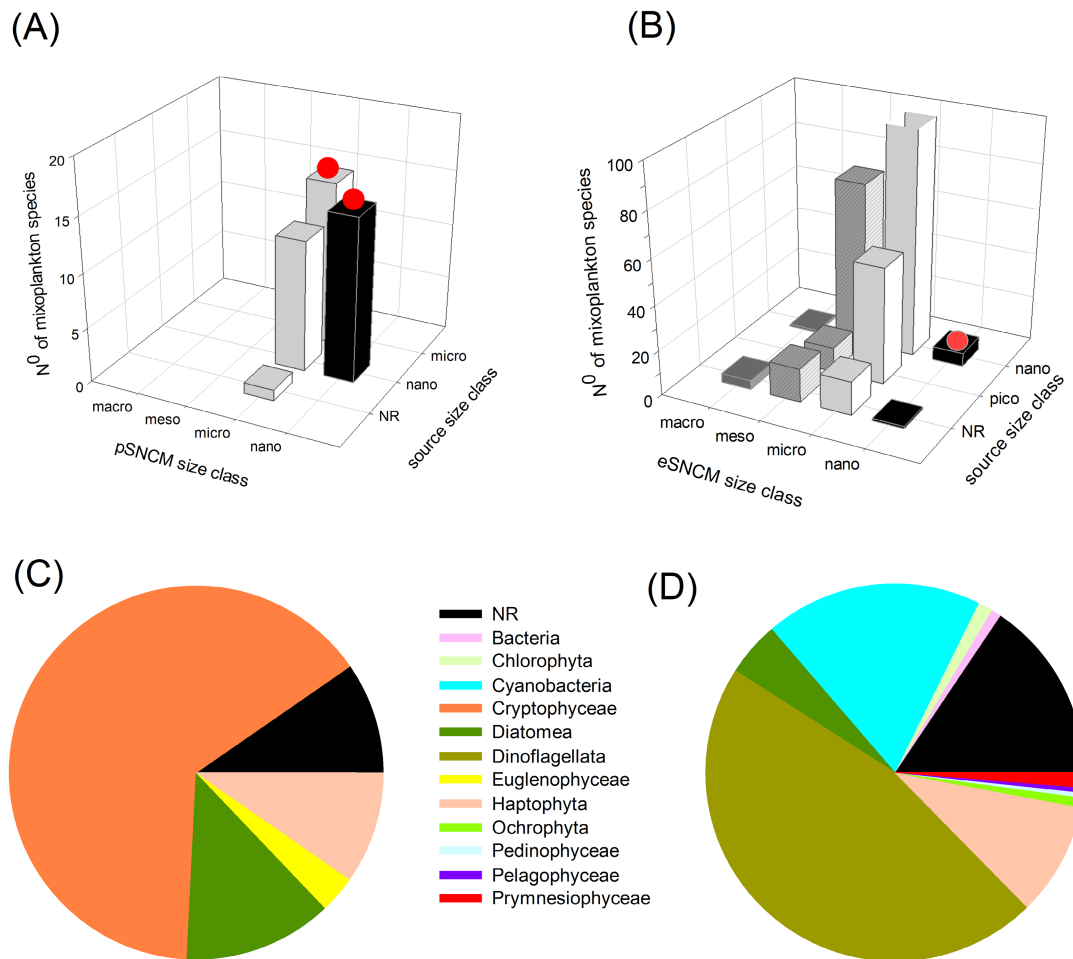 (A)
20
15
10
5
0
N⁰ of mixoplankton species
macro
meso
micro
nano
pSNCM size class
NR
nano
micro
source size class
(B)
100
80
60
40
20
0
N⁰ of mixoplankton species
macro
meso
micro
nano
eSNCM size class
NR
pico
nano
source size class
(C)
NR
Bacteria
Chlorophyta
Cyanobacteria
Cryptophyceae
Diatomea
Dinoflagellata
Euglenophyceae
Haptophyta
Ochrophyta
Pedinophyceae
Pelagophyceae
Prymnesiophyceae
(D)